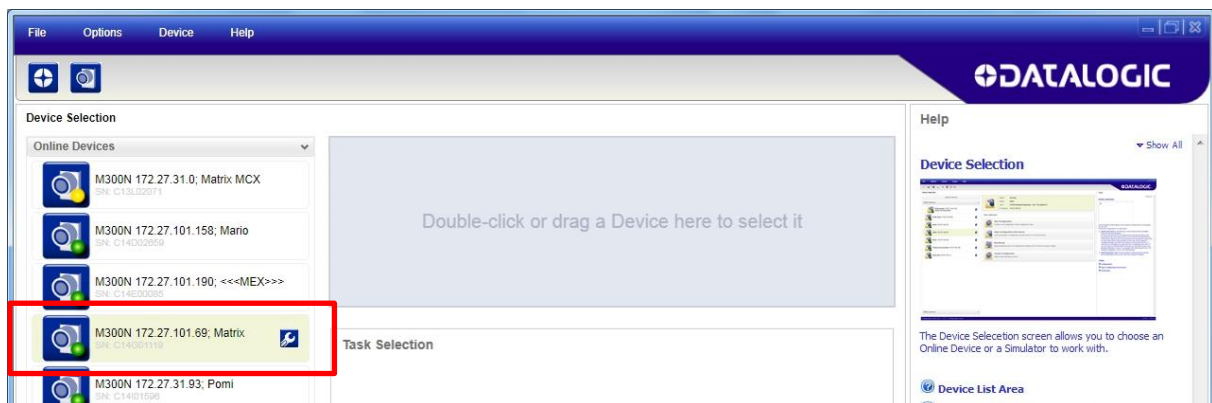 File Options Device Help
DATALOGIC
Device Selection
Online Devices
M300N 172.27.31.0; Matrix MCX
SN: C13L02071
M300N 172.27.101.158; Mario
SN: C14D02659
M300N 172.27.101.190; <<<MEX>>>
SN: C14E00085
M300N 172.27.101.69; Matrix
SN: C14G01119
M300N 172.27.31.93; Pomi
SN: C14I01596
Double-click or drag a Device here to select it
Task Selection
Help
Show All
Device Selection
The Device Selecetion screen allows you to choose an
Online Device or a Simulator to work with.
Device List Area